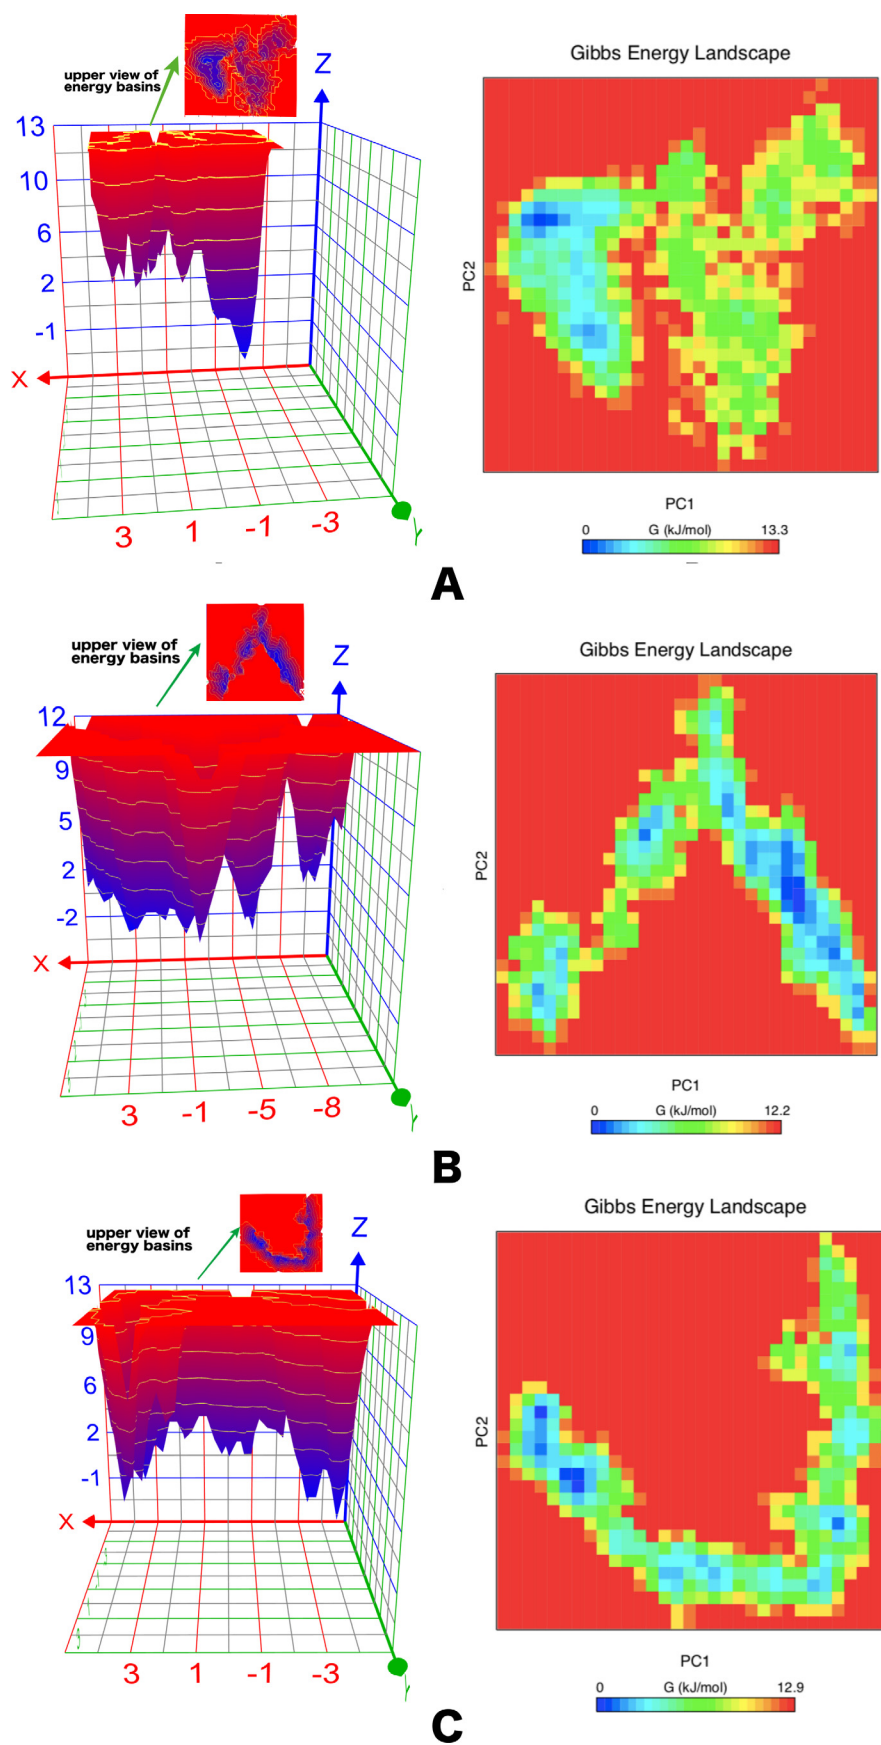 upper view of
energy basins
Z
13
10
6
2
-1
X
3 1 -1 -3
Y
Gibbs Energy Landscape
PC2
PC1
0 G (kJ/mol) 13.3
A
upper view of
energy basins
Z
12
9
5
2
-2
X
3 -1 -5 -8
Y
Gibbs Energy Landscape
PC2
PC1
0 G (kJ/mol) 12.2
B
upper view of
energy basins
Z
13
9
6
2
-1
X
3 1 -1 -3
Y
Gibbs Energy Landscape
PC2
PC1
0 G (kJ/mol) 12.9
C